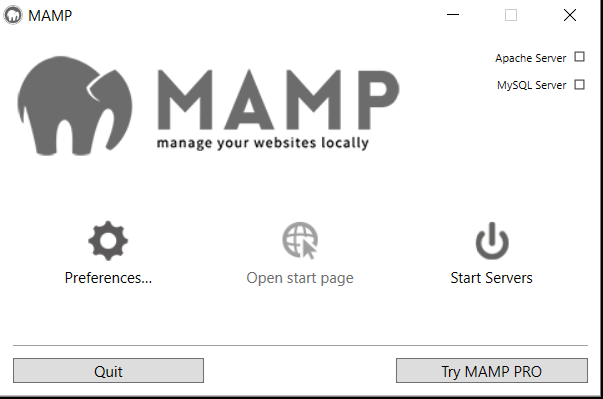 MAMP
Apache Server
MySQL Server
MAMP
manage your websites locally
Preferences...
Open start page
Start Servers
Quit
Try MAMP PRO